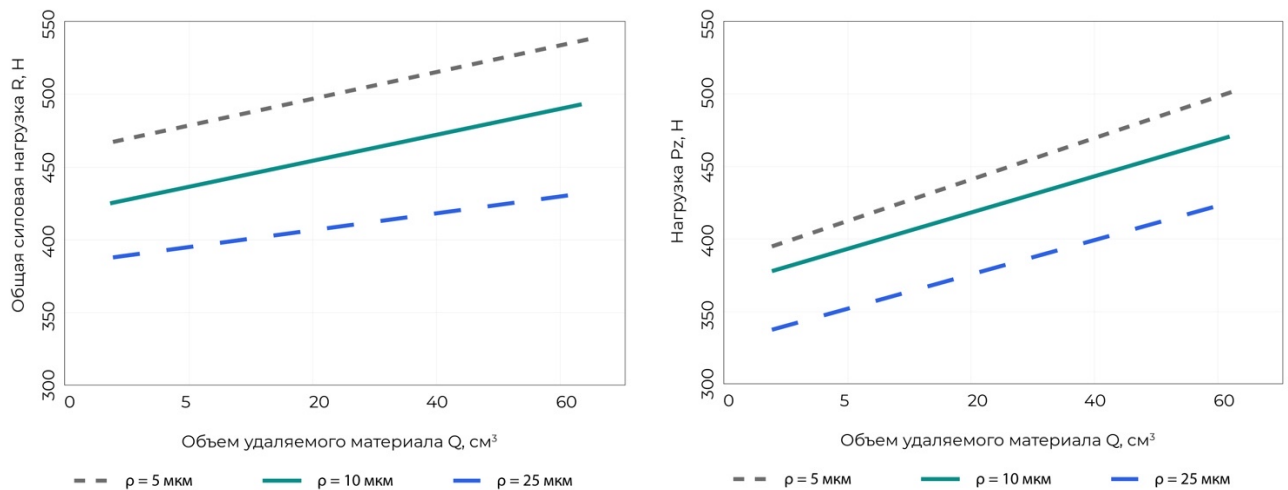 Общая силовая нагрузка R, Н
550
500
450
400
350
300
0 5 20 40 60
Объем удаляемого материала Q, см³
ρ = 5 мкм ρ = 10 мкм ρ = 25 мкм
Нагрузка Pz, Н
550
500
450
400
350
300
0 5 20 40 60
Объем удаляемого материала Q, см³
ρ = 5 мкм ρ = 10 мкм ρ = 25 мкм